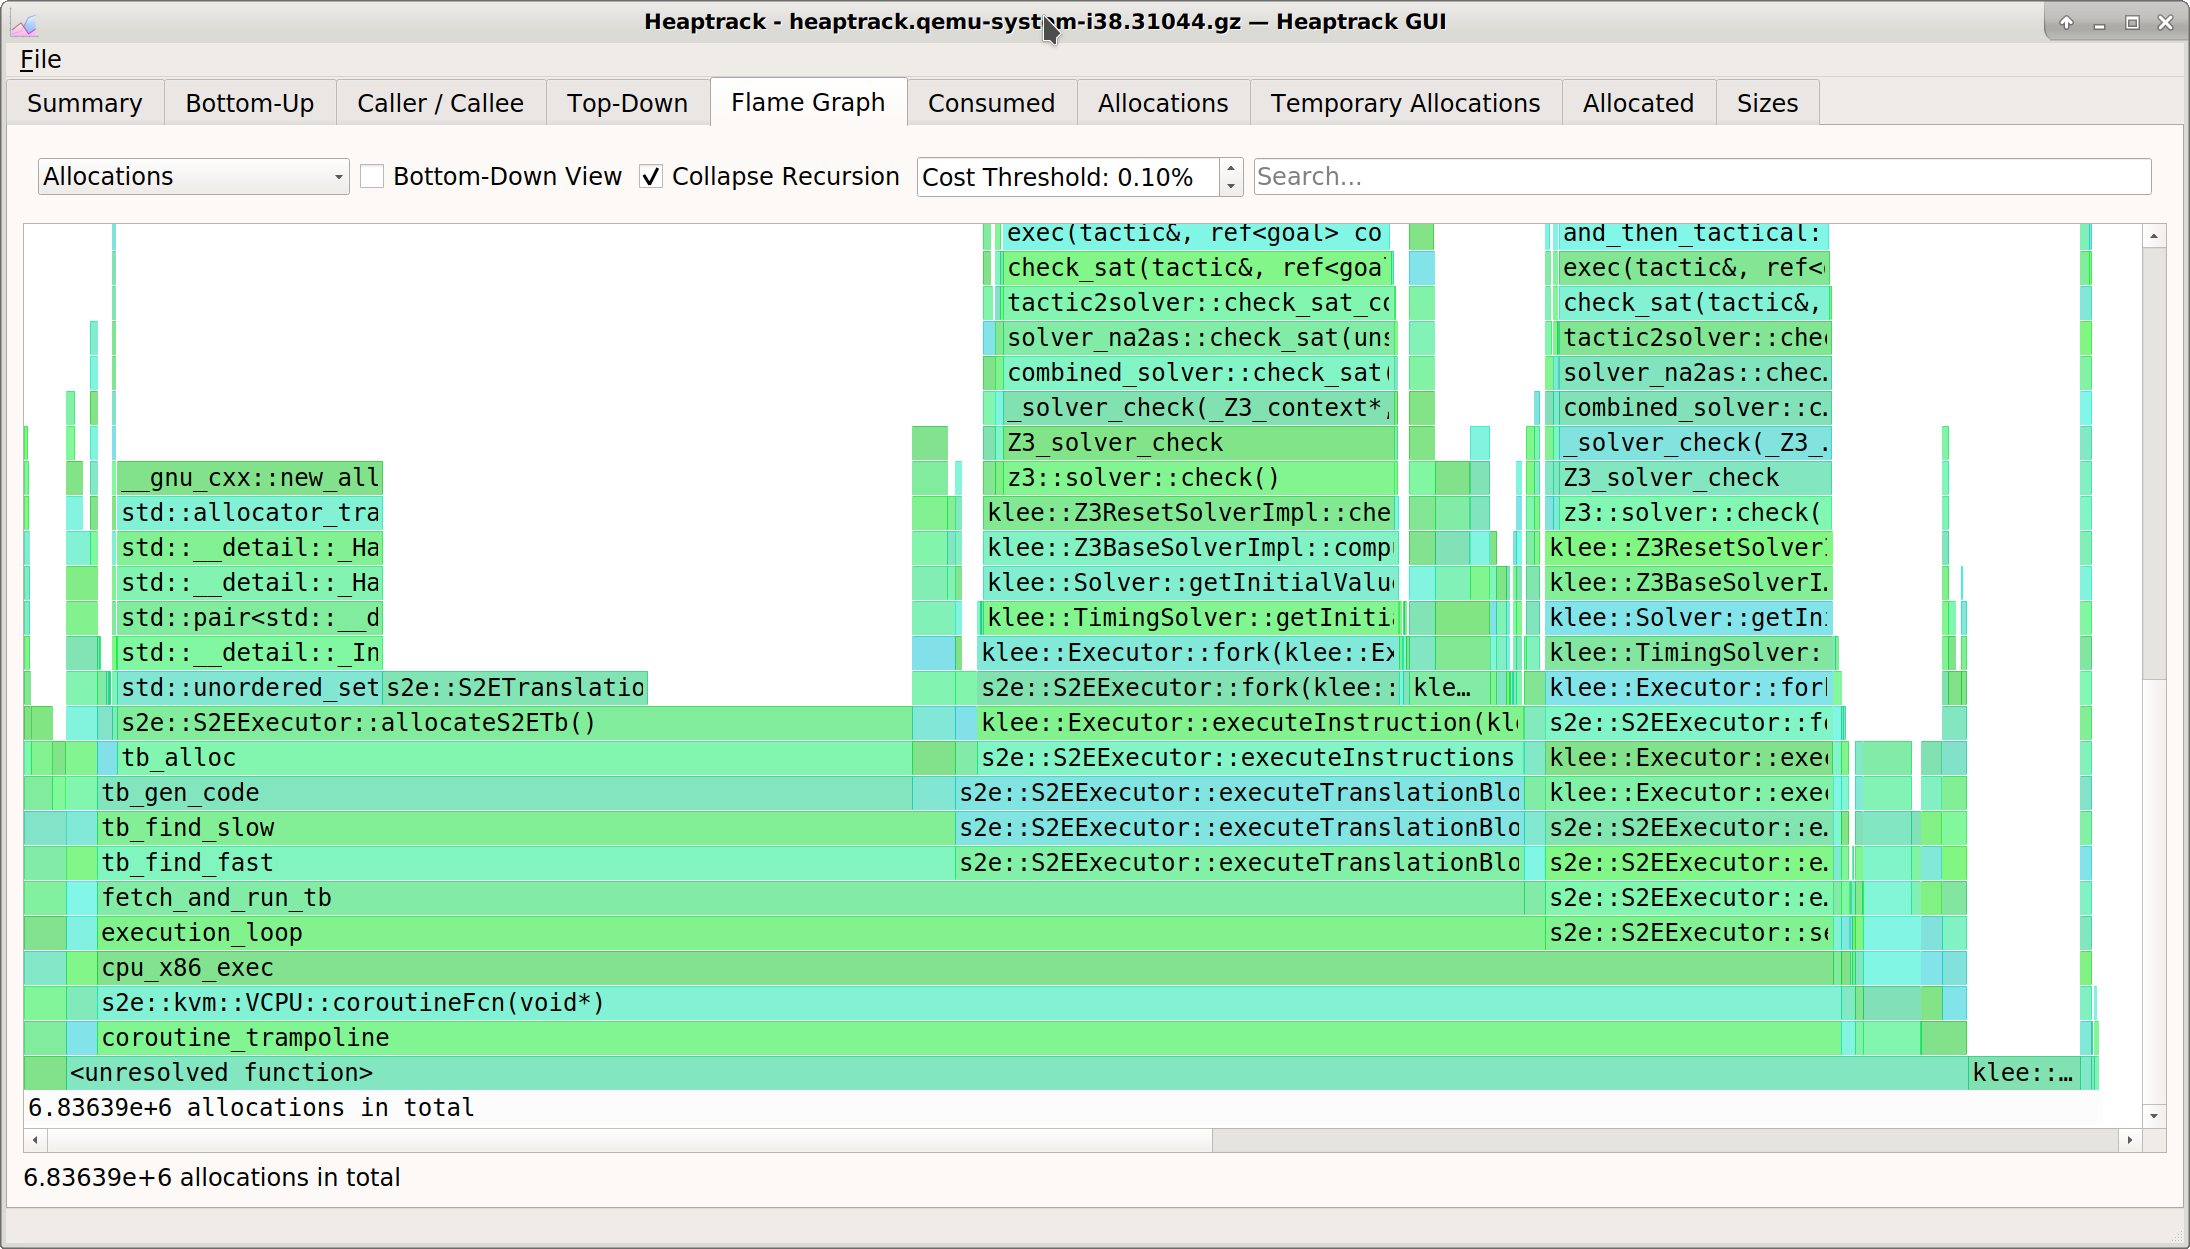 Heaptrack - heaptrack.qemu-system-i38.31044.gz — Heaptrack GUI
File
Summary Bottom-Up Caller / Callee Top-Down Flame Graph Consumed Allocations Temporary Allocations Allocated Sizes
Allocations Bottom-Down View Collapse Recursion Cost Threshold: 0.10% Search...
exec(tactic&, ref<goal> co and_then_tactical:
check_sat(tactic&, ref<goa exec(tactic&, ref<
tactic2solver::check_sat_co check_sat(tactic&,
solver_na2as::check_sat(uns tactic2solver::che
combined_solver::check_sat( solver_na2as::chec…
_solver_check(_Z3_context*, combined_solver::c…
Z3_solver_check _solver_check(_Z3_…
__gnu_cxx::new_all z3::solver::check() Z3_solver_check
std::allocator_tra klee::Z3ResetSolverImpl::che z3::solver::check(
std::__detail::_Ha klee::Z3BaseSolverImpl::comp klee::Z3ResetSolver
std::__detail::_Ha klee::Solver::getInitialValu klee::Z3BaseSolverI…
std::pair<std::__d klee::TimingSolver::getIniti klee::Solver::getIn
std::__detail::_In klee::Executor::fork(klee::Ex klee::TimingSolver:
std::unordered_set s2e::S2ETranslatio s2e::S2EExecutor::fork(klee:: kle… klee::Executor::for
s2e::S2EExecutor::allocateS2ETb() klee::Executor::executeInstruction(kl s2e::S2EExecutor::f
tb_alloc s2e::S2EExecutor::executeInstructions klee::Executor::exe
tb_gen_code s2e::S2EExecutor::executeTranslationBlo klee::Executor::exe
tb_find_slow s2e::S2EExecutor::executeTranslationBlo s2e::S2EExecutor::e…
tb_find_fast s2e::S2EExecutor::executeTranslationBlo s2e::S2EExecutor::e…
fetch_and_run_tb s2e::S2EExecutor::e…
execution_loop s2e::S2EExecutor::se
cpu_x86_exec
s2e::kvm::VCPU::coroutineFcn(void*)
coroutine_trampoline
<unresolved function> klee::…
6.83639e+6 allocations in total
6.83639e+6 allocations in total